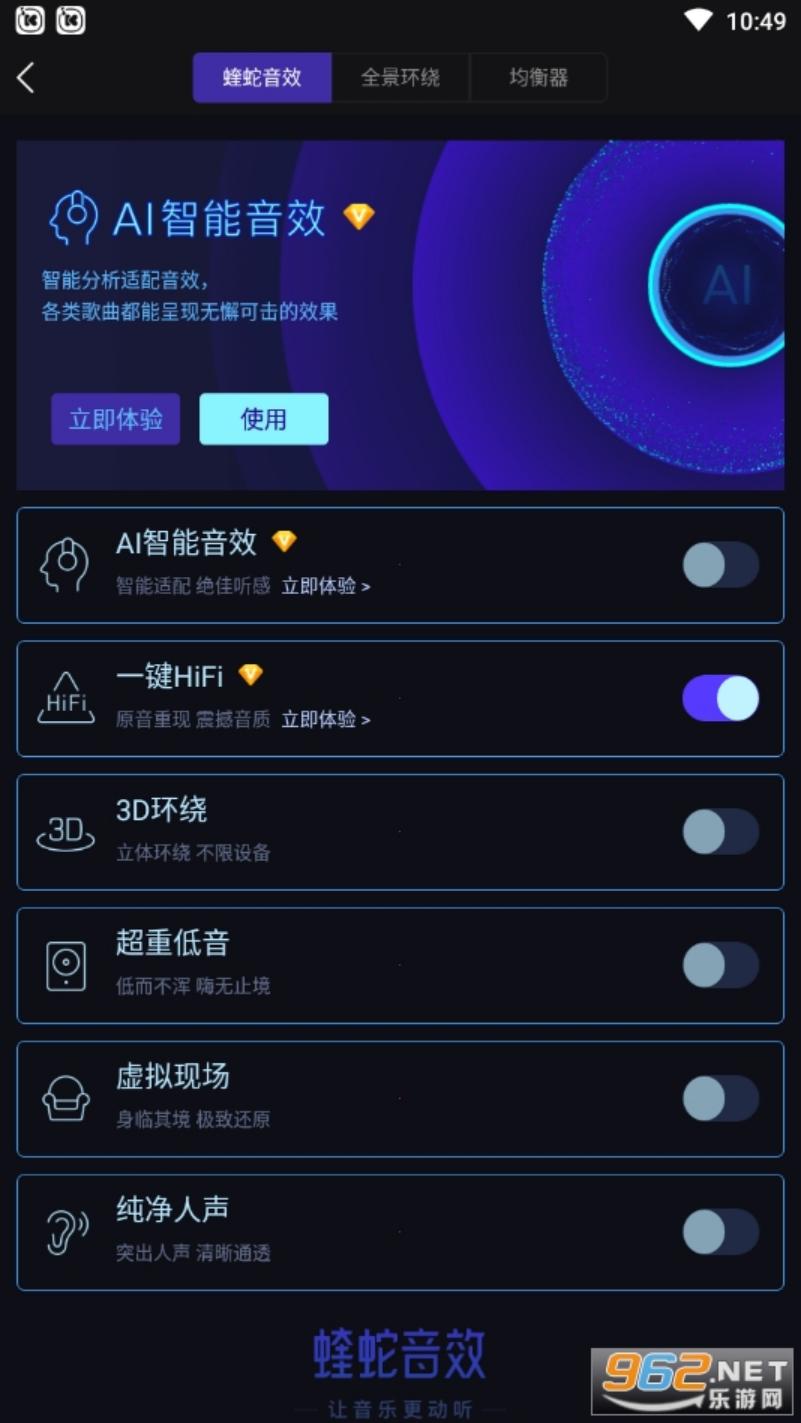 10:49
蝰蛇音效 全景环绕 均衡器
AI智能音效
智能分析适配音效，
各类歌曲都能呈现无懈可击的效果
AI
立即体验 使用
AI智能音效
智能适配 绝佳听感 立即体验 >
HiFi
一键HiFi
原音重现 震撼音质 立即体验 >
3D
3D环绕
立体环绕 不限设备
超重低音
低而不浑 嗨无止境
虚拟现场
身临其境 极致还原
纯净人声
突出人声 清晰通透
蝰蛇音效
让音乐更动听
962.NET
乐游网